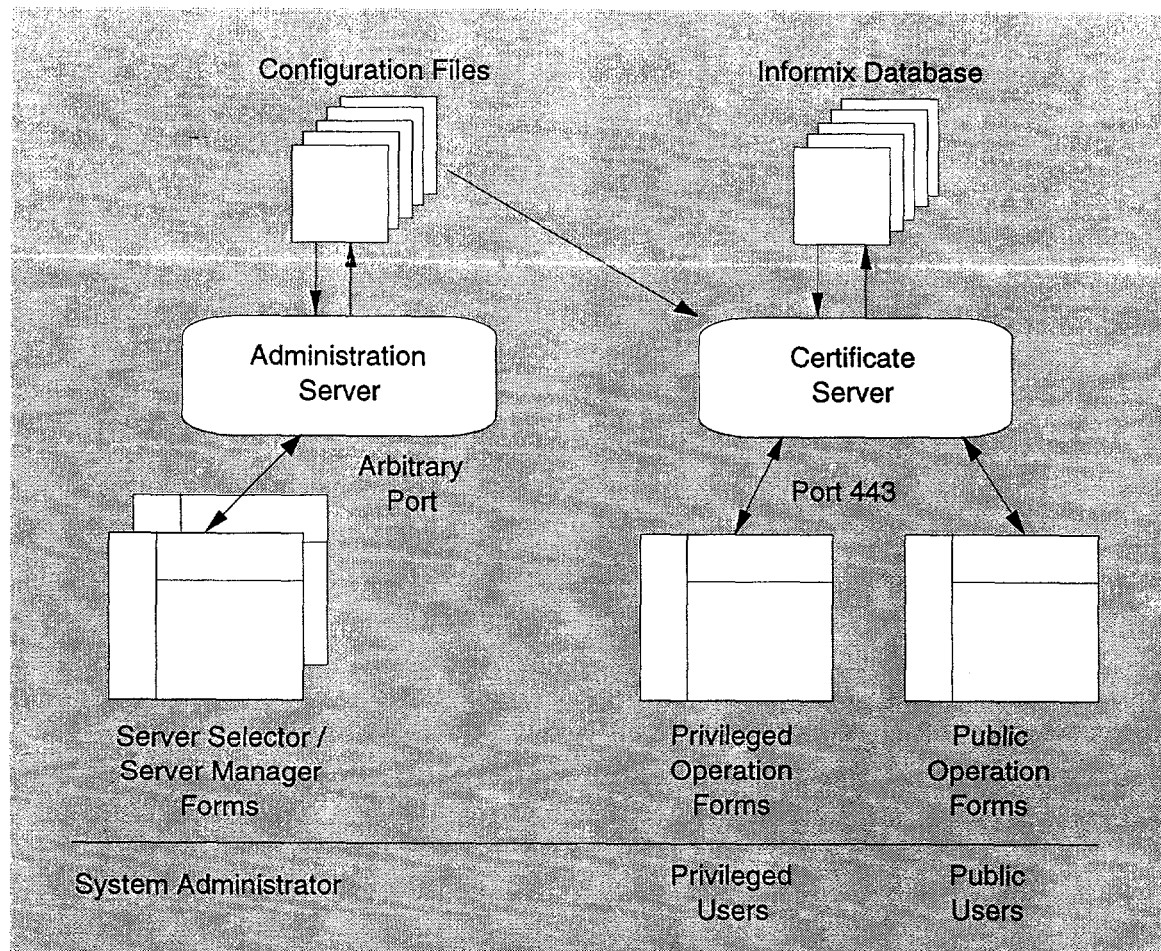 Configuration Files
Informix Database
Administration
Server
Certificate
Server
Arbitrary
Port
Port 443
Server Selector /
Server Manager
Forms
Privileged
Operation
Forms
Public
Operation
Forms
System Administrator
Privileged
Users
Public
Users